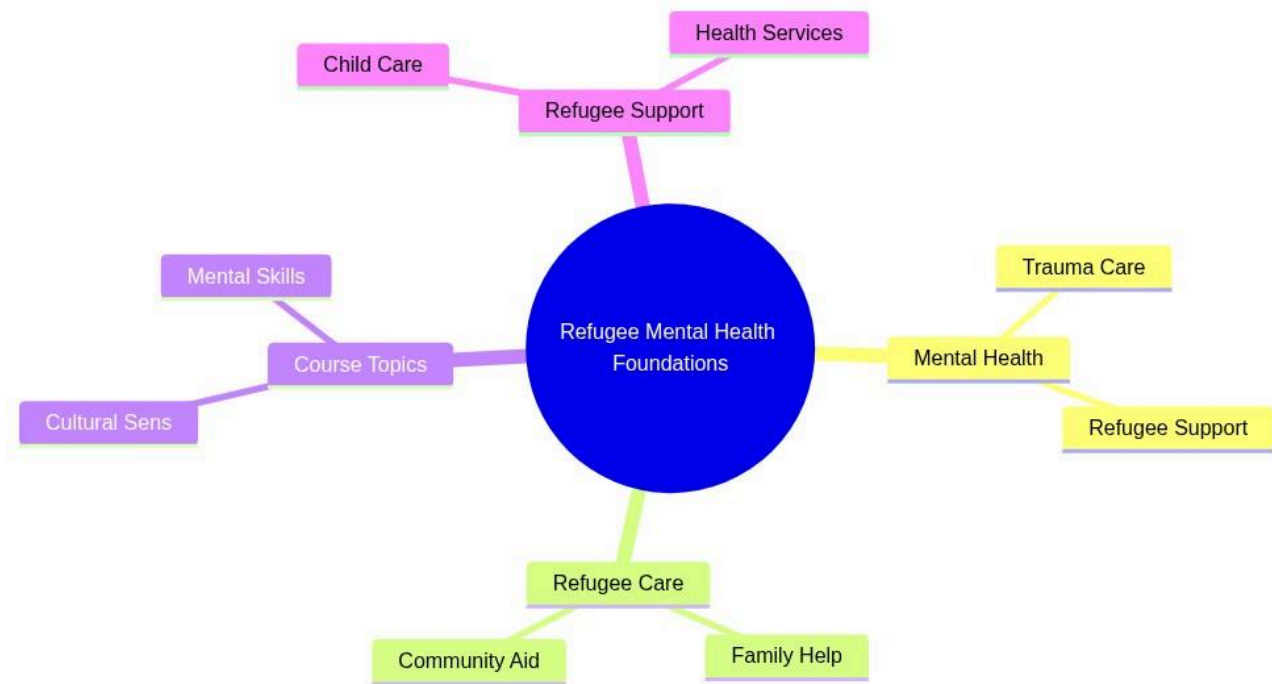 Health Services
Child Care
Refugee Support
Mental Skills
Trauma Care
Refugee Mental Health
Foundations
Course Topics
Mental Health
Cultural Sens
Refugee Support
Refugee Care
Community Aid
Family Help